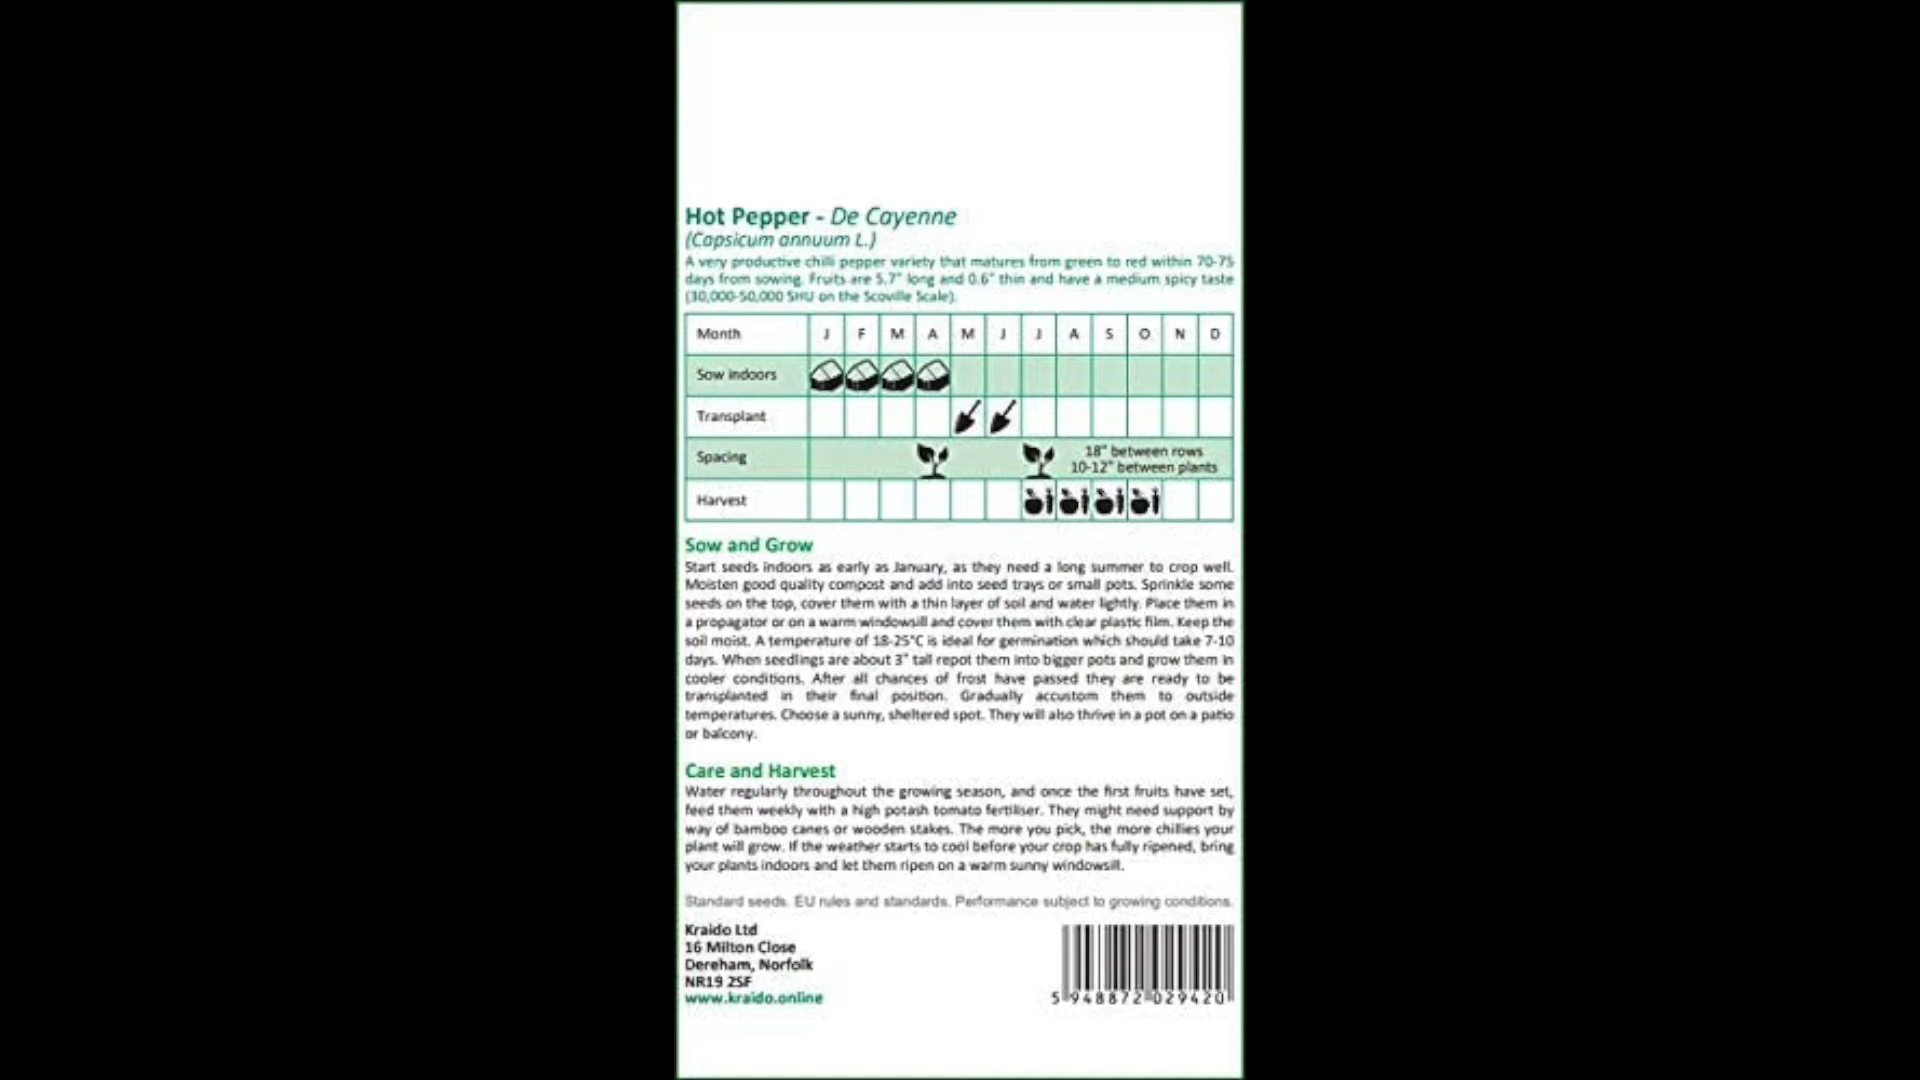 Hot Pepper - De Cayenne
(Capsicum annuum L.)
A very productive chilli pepper variety that matures from green to red within 70-75
days from sowing. Fruits are 5.7" long and 0.6" thin and have a medium spicy taste
(30,000-50,000 SHU on the Scoville Scale).
Month J F M A M J J A S O N D
Sow indoors
Transplant
Spacing 18" between rows
10-12" between plants
Harvest
Sow and Grow
Start seeds indoors as early as January, as they need a long summer to crop well.
Moisten good quality compost and add into seed trays or small pots. Sprinkle some
seeds on the top, cover them with a thin layer of soil and water lightly. Place them in
a propagator or on a warm windowsill and cover them with clear plastic film. Keep the
soil moist. A temperature of 18-25°C is ideal for germination which should take 7-10
days. When seedlings are about 3" tall repot them into bigger pots and grow them in
cooler conditions. After all chances of frost have passed they are ready to be
transplanted in their final position. Gradually accustom them to outside
temperatures. Choose a sunny, sheltered spot. They will also thrive in a pot on a patio
or balcony.
Care and Harvest
Water regularly throughout the growing season, and once the first fruits have set,
feed them weekly with a high potash tomato fertiliser. They might need support by
way of bamboo canes or wooden stakes. The more you pick, the more chillies your
plant will grow. If the weather starts to cool before your crop has fully ripened, bring
your plants indoors and let them ripen on a warm sunny windowsill.
Standard seeds. EU rules and standards. Performance subject to growing conditions.
Kraido Ltd
16 Milton Close
Dereham, Norfolk
NR19 2SF
www.kraido.online
5 948872 029420